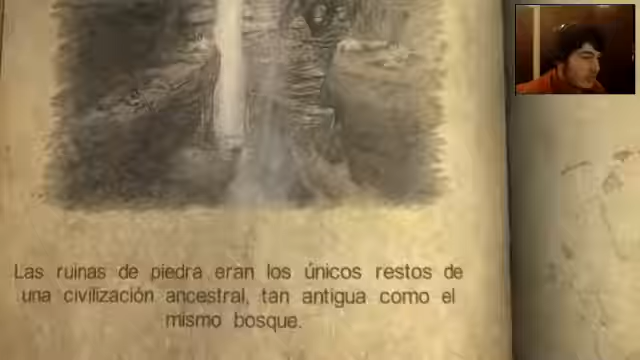 Las ruinas de piedra eran los únicos restos de
una civilización ancestral, tan antigua como el
mismo bosque.